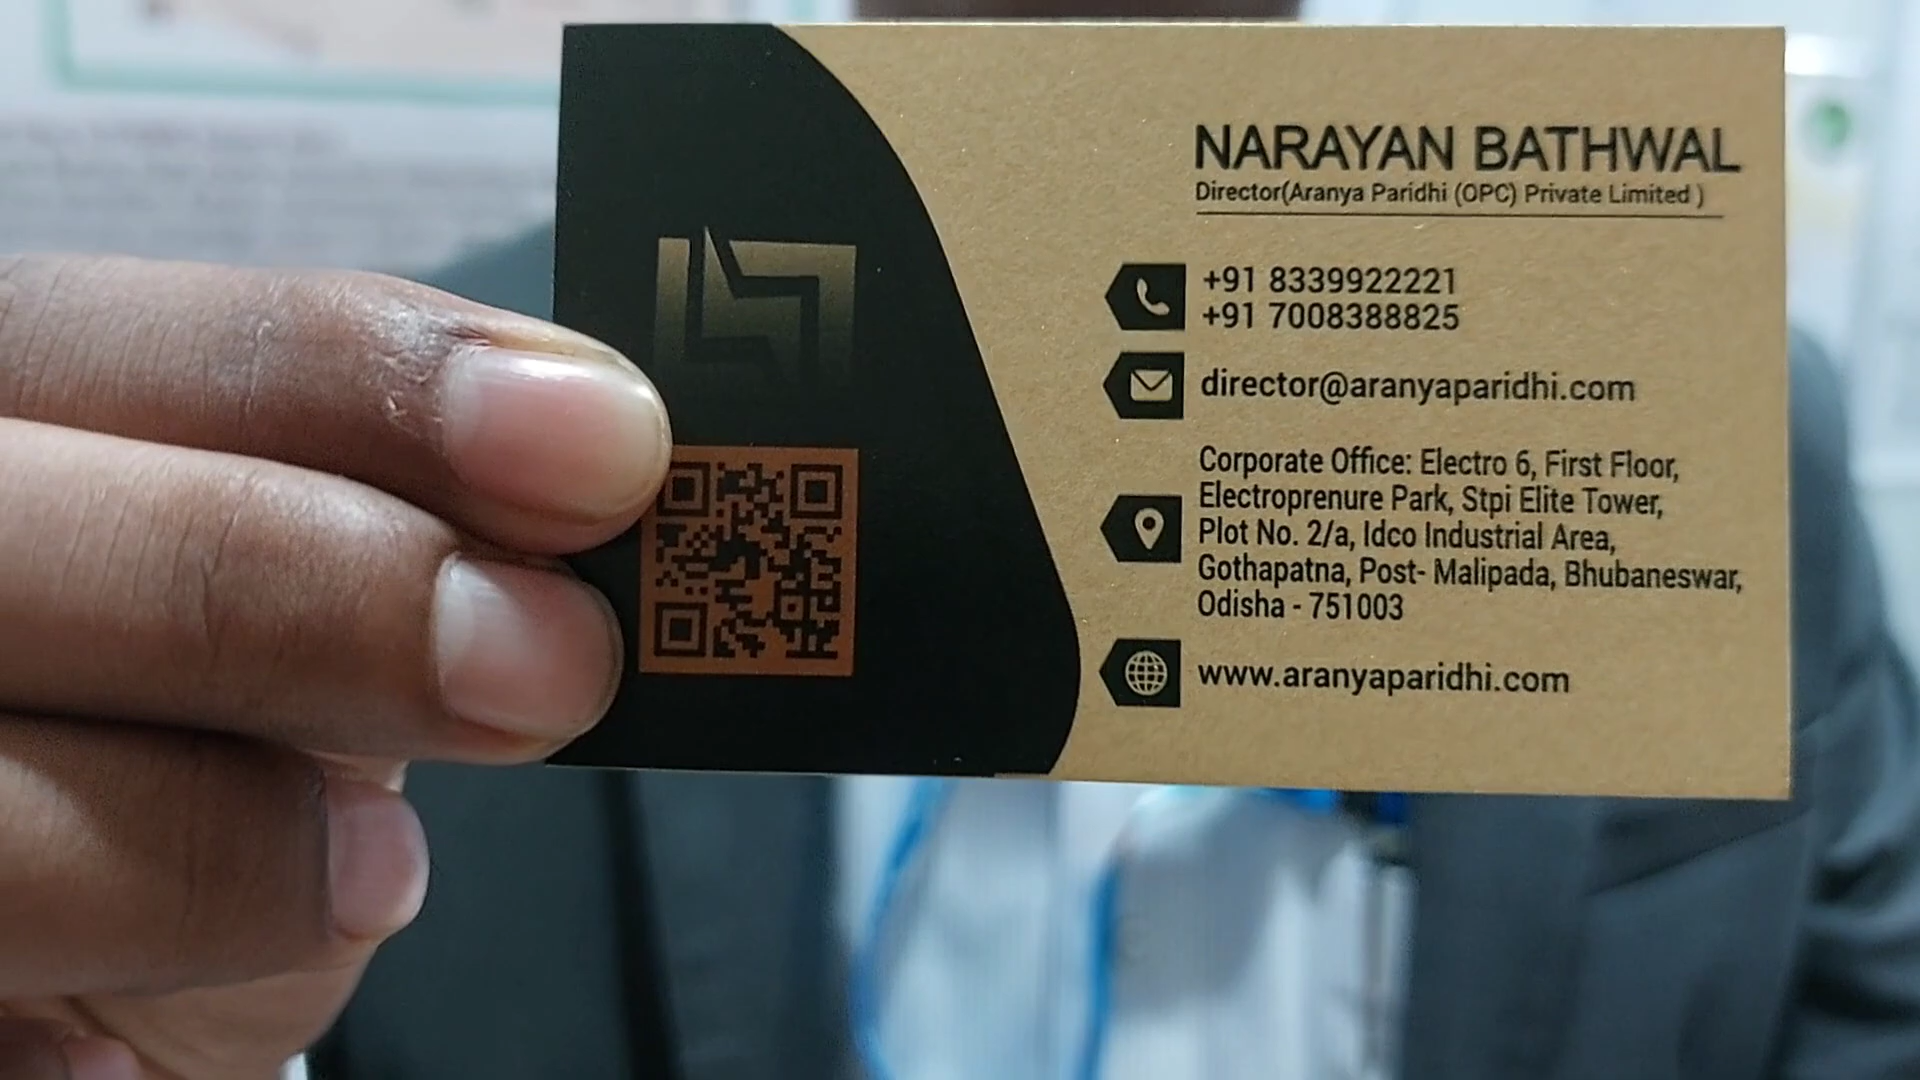 NARAYAN BATHWAL
Director(Aranya Paridhi (OPC) Private Limited )
+91 8339922221
+91 7008388825
director@aranyaparidhi.com
Corporate Office: Electro 6, First Floor,
Electroprenure Park, Stpi Elite Tower,
Plot No. 2/a, Idco Industrial Area,
Gothapatna, Post- Malipada, Bhubaneswar,
Odisha - 751003
www.aranyaparidhi.com